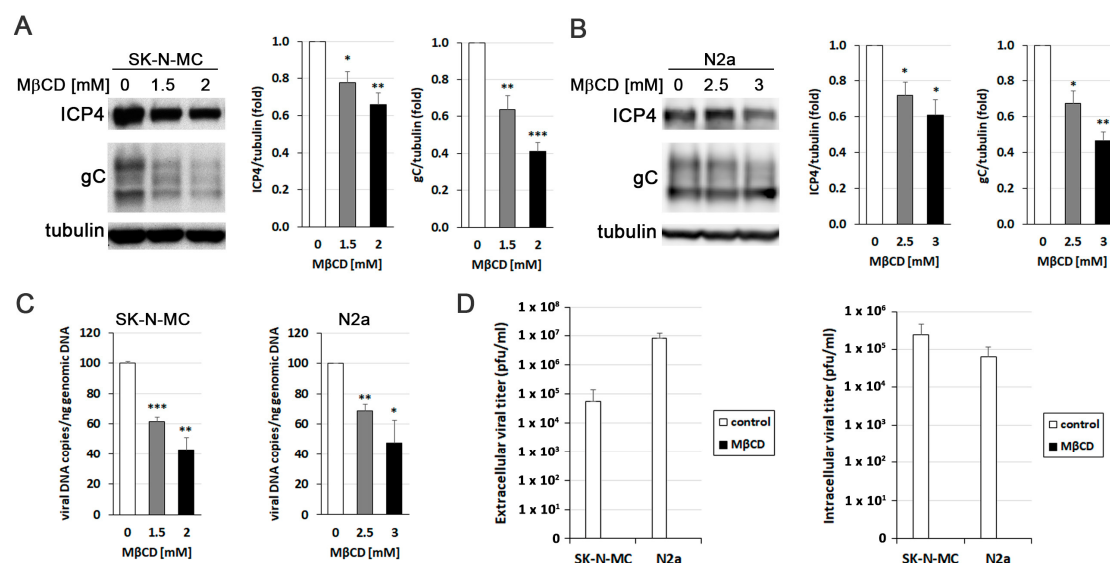 A
SK-N-MC
MβCD [mM] 0 1.5 2
ICP4
gC
tubulin
ICP4/tubulin (fold)
1.0
0.8
0.6
0.4
0.2
0.0
*
**
0 1.5 2
MβCD [mM]
gC/tubulin (fold)
1.0
0.8
0.6
0.4
0.2
0.0
**
***
0 1.5 2
MβCD [mM]
B
N2a
MβCD [mM] 0 2.5 3
ICP4
gC
tubulin
ICP4/tubulin (fold)
1.0
0.8
0.6
0.4
0.2
0.0
*
*
0 2.5 3
MβCD [mM]
gC/tubulin (fold)
1.0
0.8
0.6
0.4
0.2
0.0
*
**
0 2.5 3
MβCD [mM]
C
SK-N-MC
viral DNA copies/ng genomic DNA
120
100
80
60
40
20
0
***
**
0 1.5 2
MβCD [mM]
N2a
viral DNA copies/ng genomic DNA
120
100
80
60
40
20
0
**
*
0 2.5 3
MβCD [mM]
D
Extracellular viral titer (pfu/ml)
1 x 10⁸
1 x 10⁷
1 x 10⁶
1 x 10⁵
1 x 10⁴
1 x 10³
1 x 10²
1 x 10¹
0
SK-N-MC N2a
control
MβCD
Intracellular viral titer (pfu/ml)
1 x 10⁶
1 x 10⁵
1 x 10⁴
1 x 10³
1 x 10²
1 x 10¹
0
SK-N-MC N2a
control
MβCD